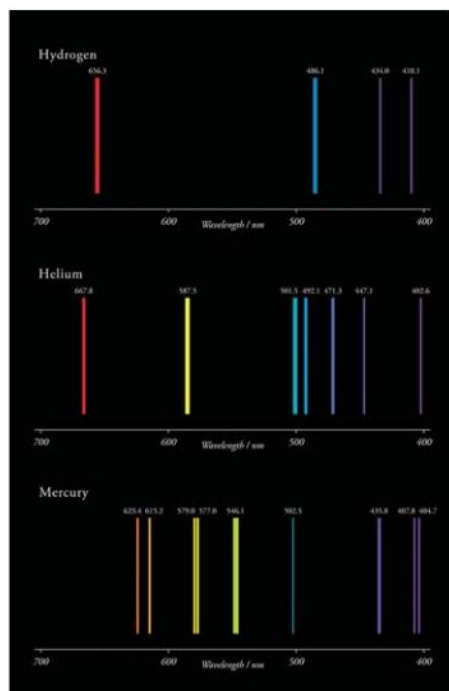 Hydrogen
656.3 486.1 434.0 410.1
700 600 500 400
Wavelength / nm
Helium
667.8 587.5 501.5 492.1 471.3 447.1 402.6
700 600 500 400
Wavelength / nm
Mercury
623.4 615.2 579.0 577.0 546.1 502.5 435.8 407.8 404.7
700 600 500 400
Wavelength / nm